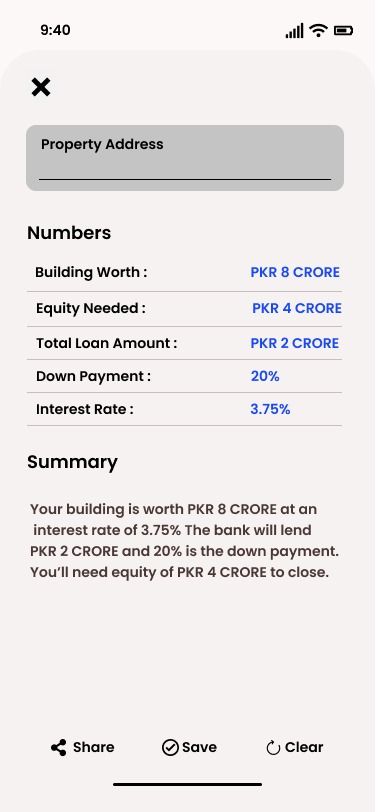 9:40
Property Address
Numbers
Building Worth : PKR 8 CRORE
Equity Needed : PKR 4 CRORE
Total Loan Amount : PKR 2 CRORE
Down Payment : 20%
Interest Rate : 3.75%
Summary
Your building is worth PKR 8 CRORE at an
interest rate of 3.75% The bank will lend
PKR 2 CRORE and 20% is the down payment.
You’ll need equity of PKR 4 CRORE to close.
Share Save Clear